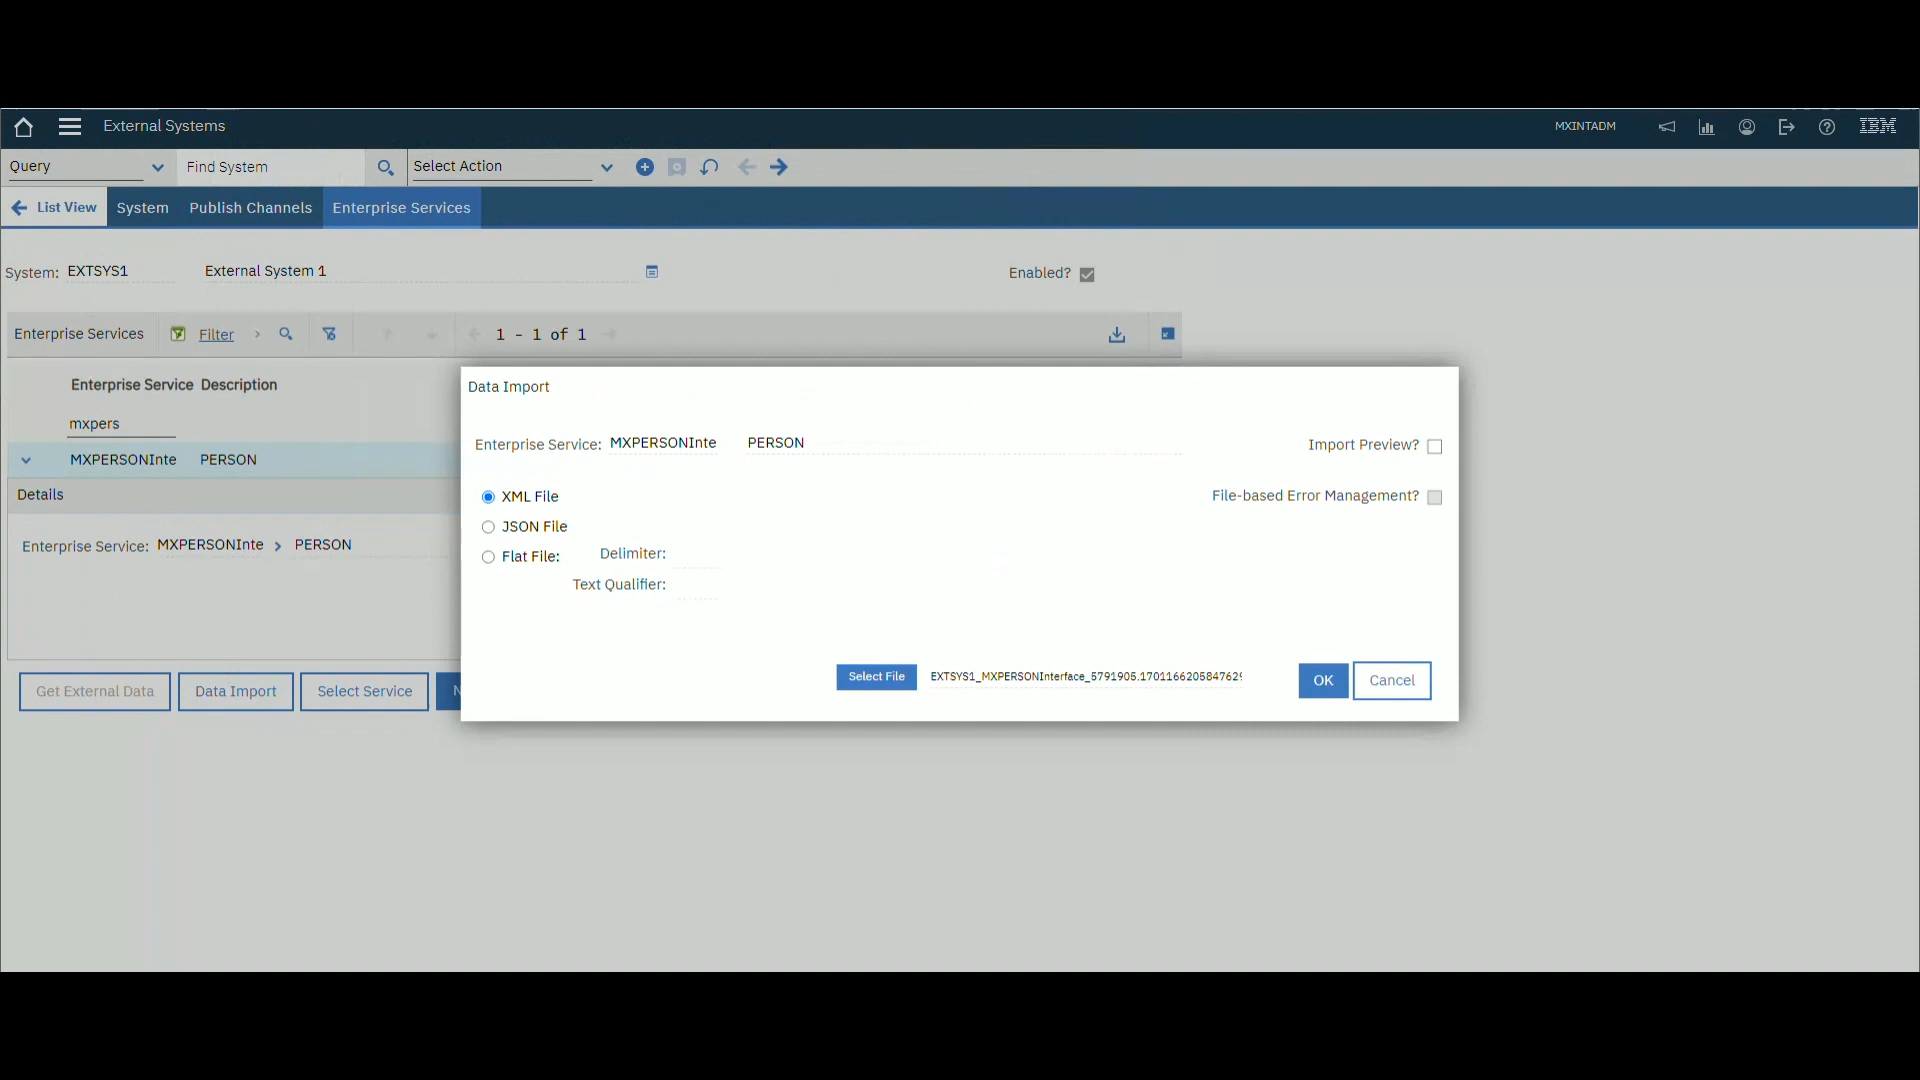 External Systems
MXINTADM
IBM
Query
Find System
Select Action
List View
System
Publish Channels
Enterprise Services
System: EXTSYS1 External System 1
Enabled?
Enterprise Services
Filter
1 - 1 of 1
Enterprise Service Description
mxpers
MXPERSONInte PERSON
Details
Enterprise Service: MXPERSONInte PERSON
Get External Data
Data Import
Select Service
N
Data Import
Enterprise Service: MXPERSONInte PERSON
Import Preview?
XML File
File-based Error Management?
JSON File
Flat File: Delimiter:
Text Qualifier:
Select File
EXTSYS1_MXPERSONInterface_5791905.1701166205847629
OK
Cancel